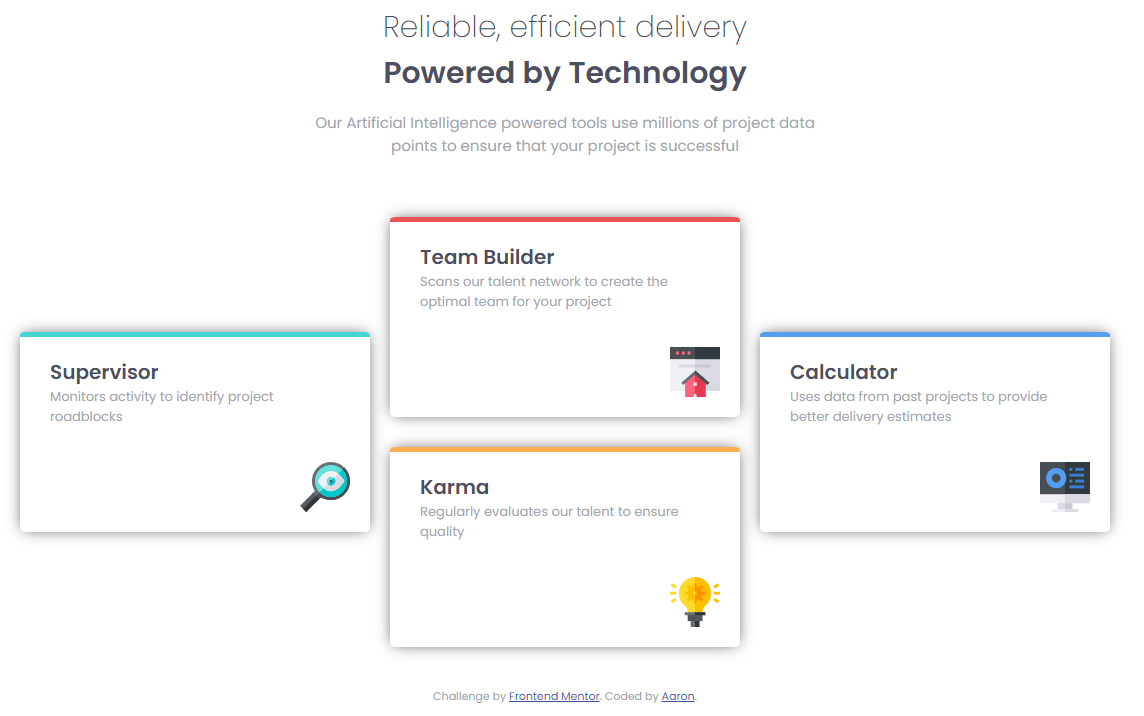 Reliable, efficient delivery
Powered by Technology
Our Artificial Intelligence powered tools use millions of project data
points to ensure that your project is successful
Team Builder
Scans our talent network to create the
optimal team for your project
Supervisor
Monitors activity to identify project
roadblocks
Calculator
Uses data from past projects to provide
better delivery estimates
Karma
Regularly evaluates our talent to ensure
quality
Challenge by Frontend Mentor. Coded by Aaron.